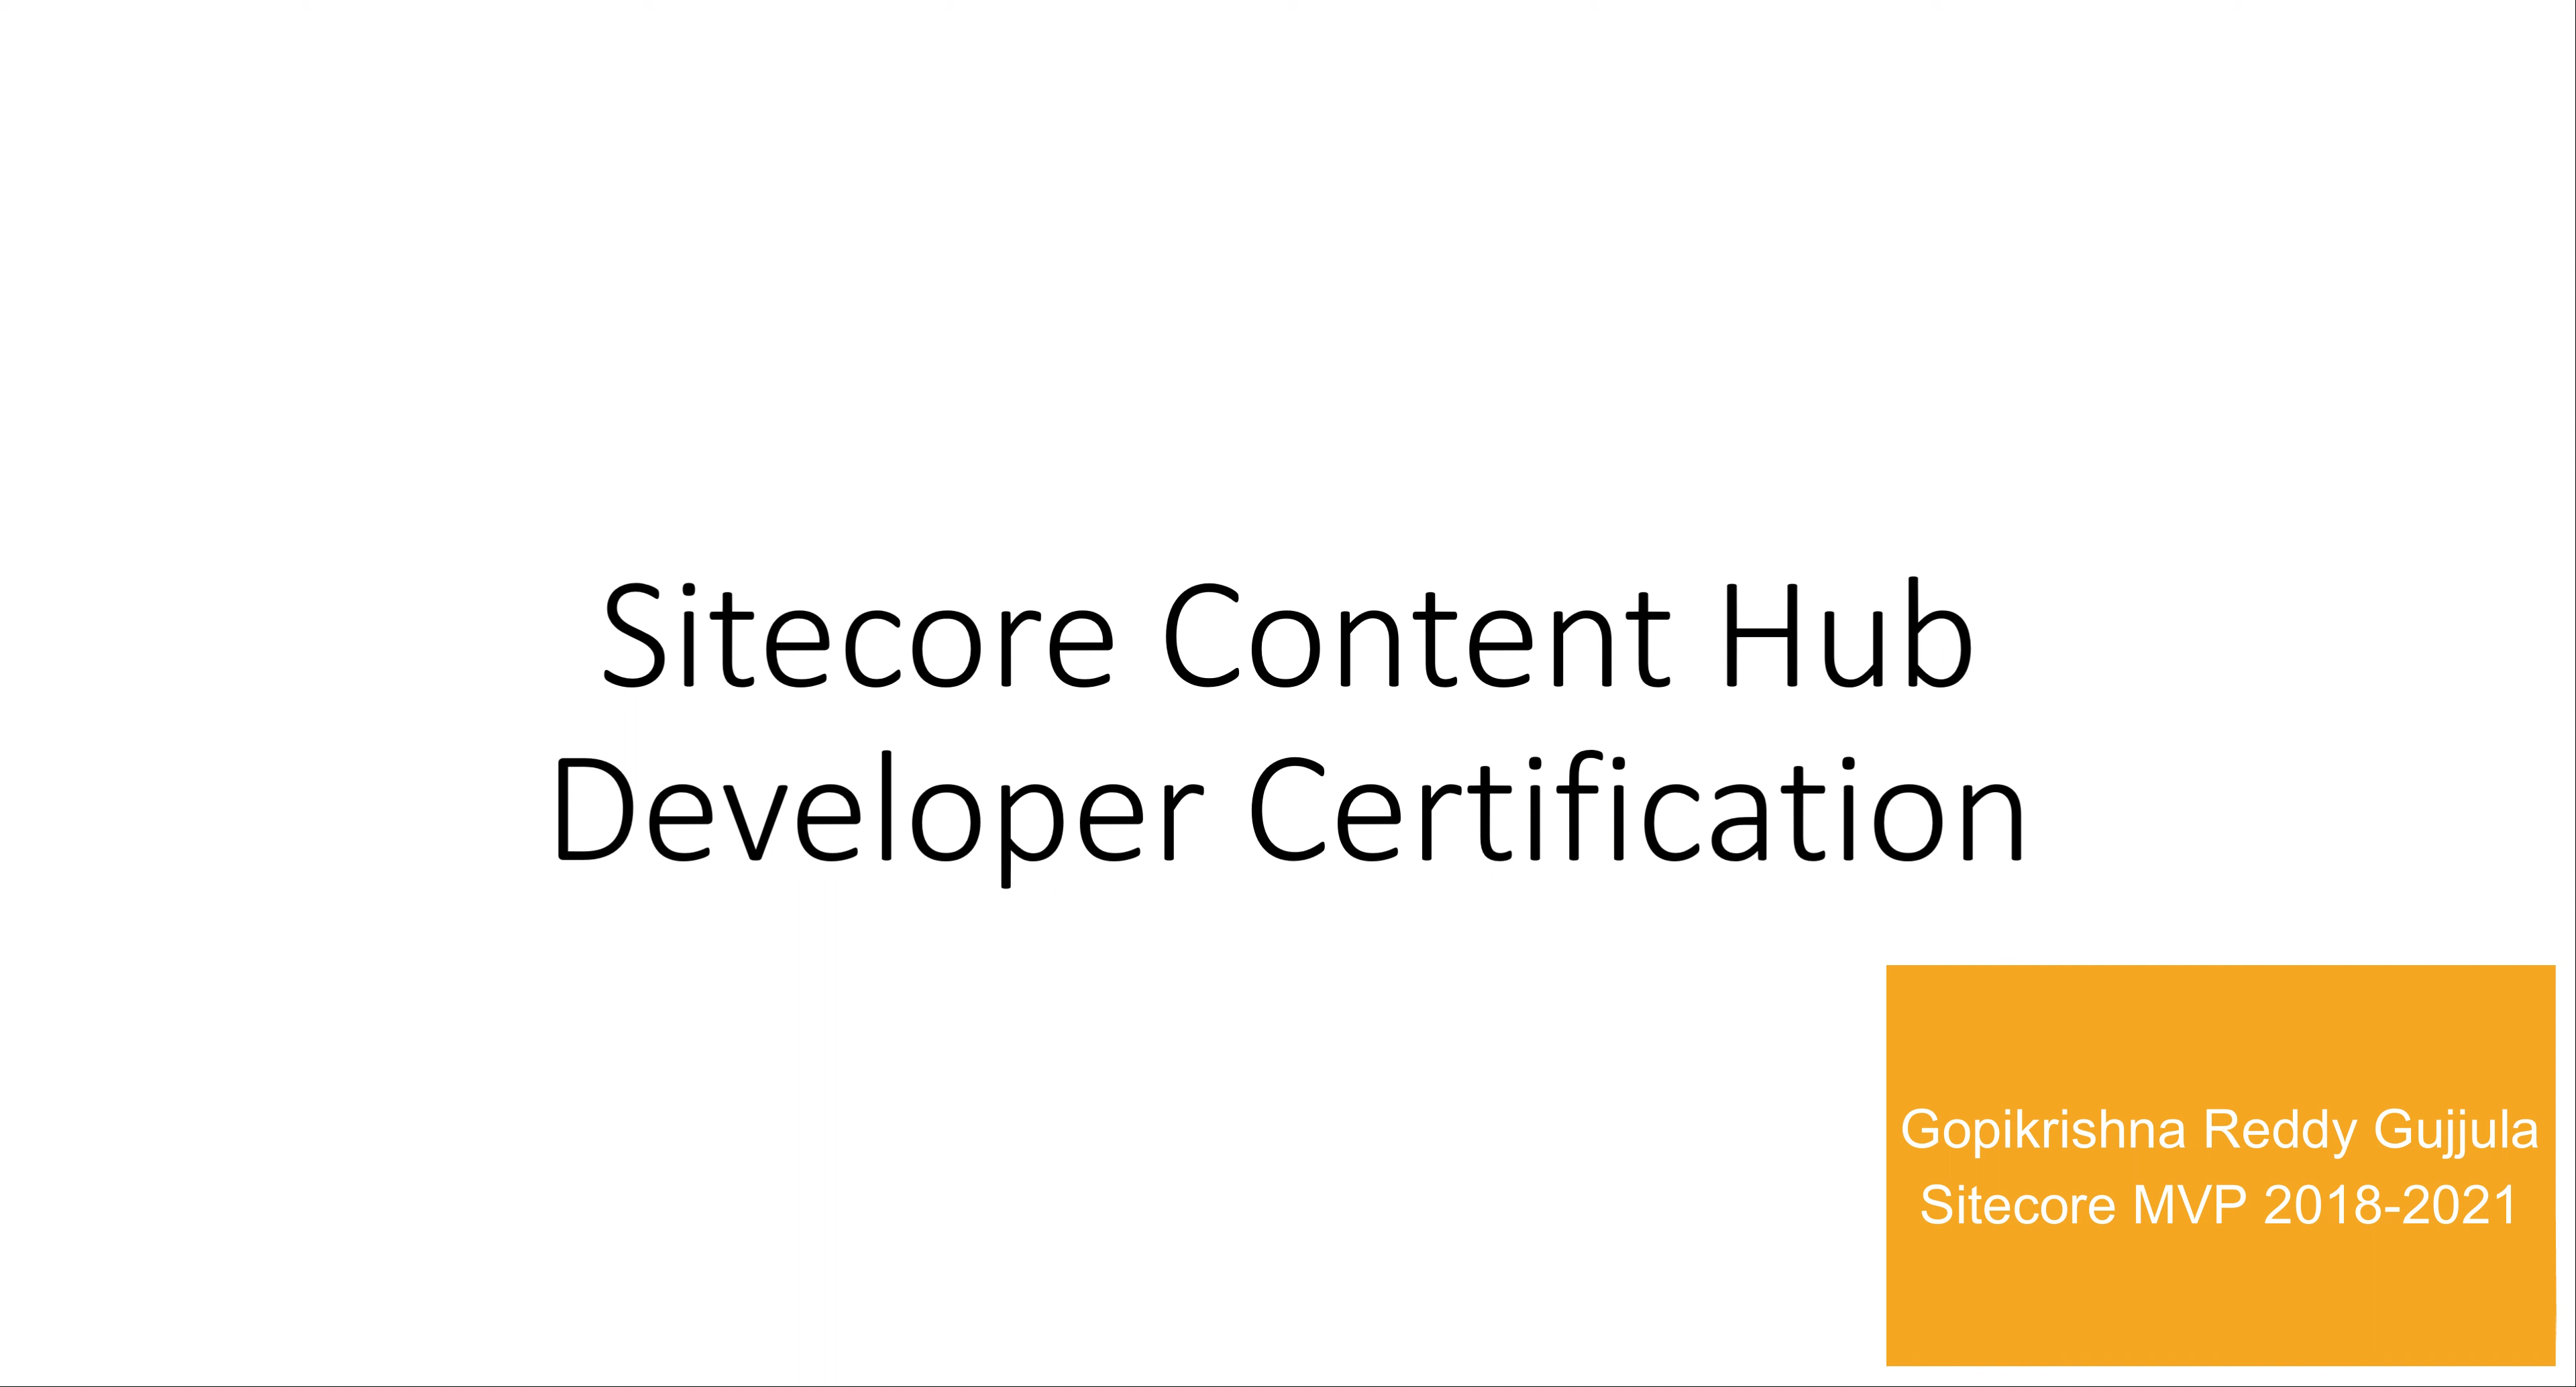 Sitecore Content Hub
Developer Certification
Gopikrishna Reddy Gujjula
Sitecore MVP 2018-2021